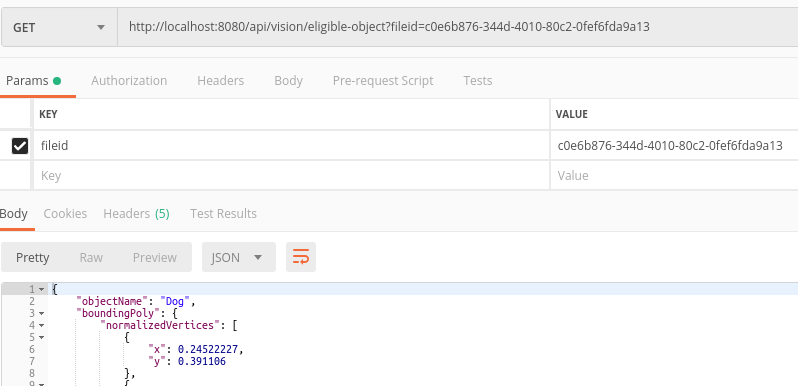 GET http://localhost:8080/api/vision/eligible-object?fileid=c0e6b876-344d-4010-80c2-0fef6fda9a13
Params Authorization Headers Body Pre-request Script Tests
KEY VALUE
fileid c0e6b876-344d-4010-80c2-0fef6fda9a13
Key Value
Body Cookies Headers (5) Test Results
Pretty Raw Preview JSON
1 {
2 "objectName": "Dog",
3 "boundingPoly": {
4 "normalizedVertices": [
5 {
6 "x": 0.24522227,
7 "y": 0.391106
8 },
9 {